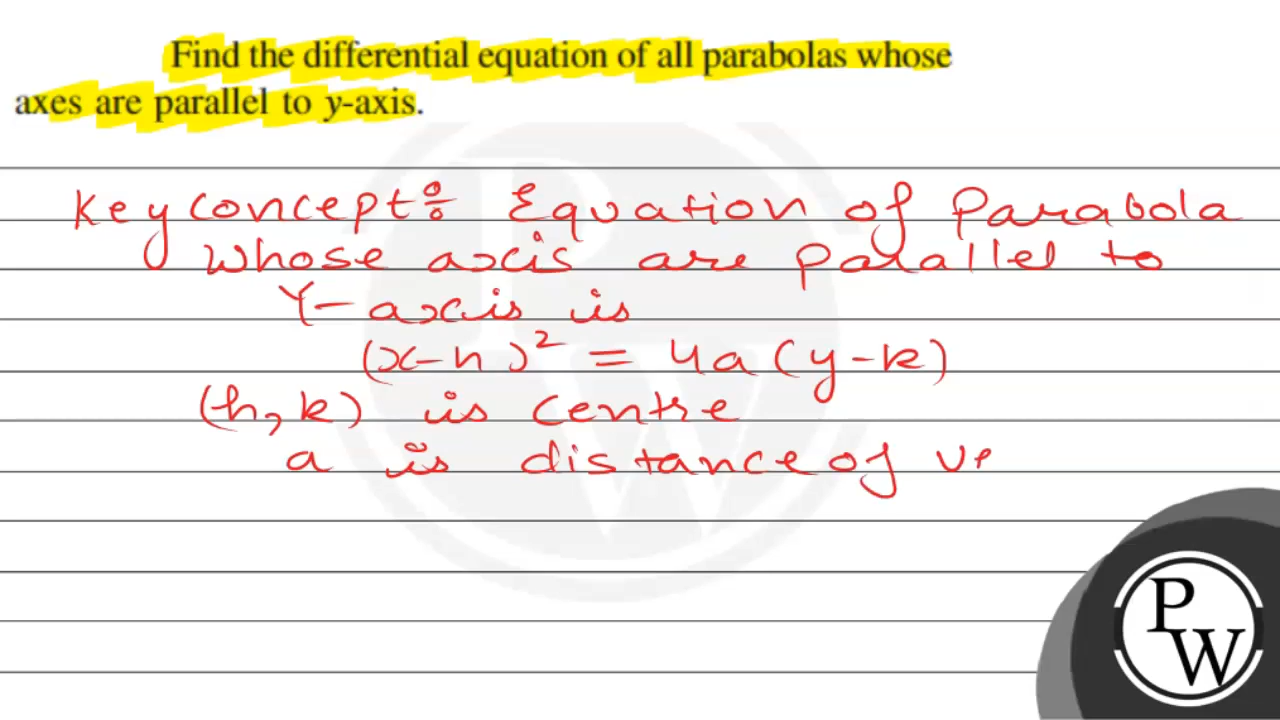 Find the differential equation of all parabolas whose
axes are parallel to y-axis.
Key concept: Equation of Parabola
whose axis are parallel to
Y-axis is
(x-h)² = 4a(y-k)
(h, k) is centre
a is distance of ve
P
W